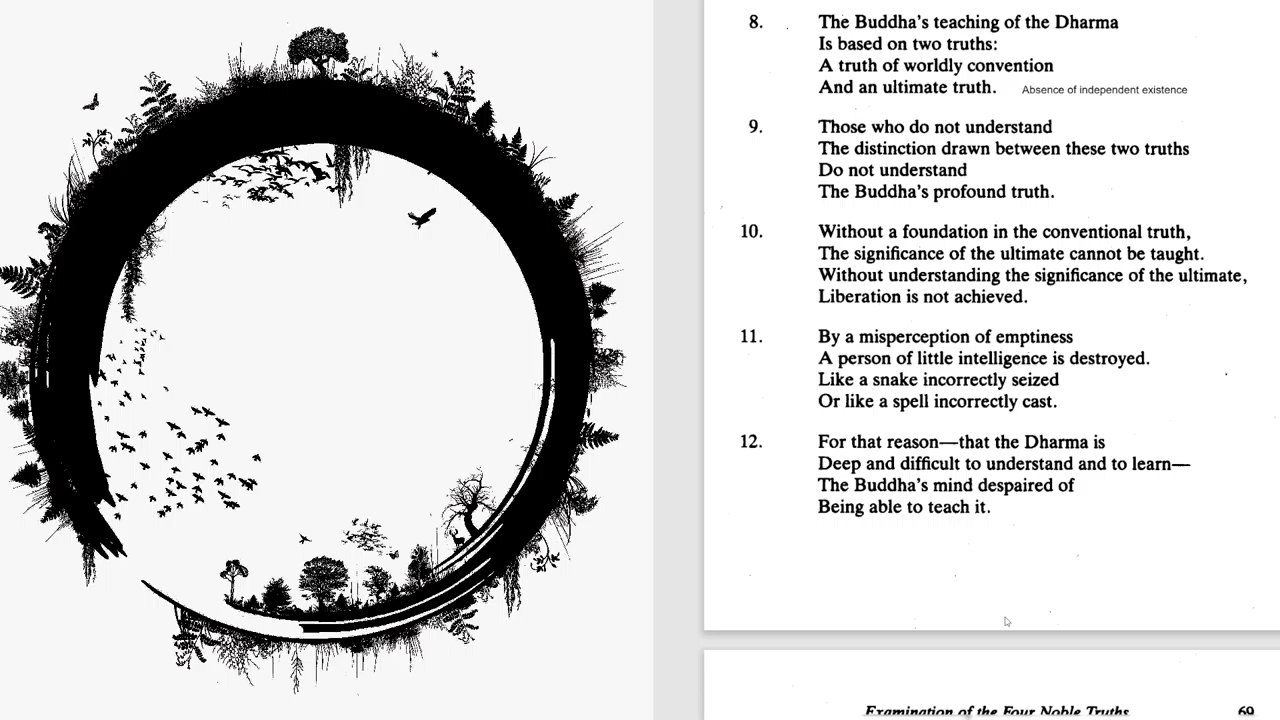 8. The Buddha's teaching of the Dharma
Is based on two truths:
A truth of worldly convention
And an ultimate truth. Absence of independent existence
9. Those who do not understand
The distinction drawn between these two truths
Do not understand
The Buddha's profound truth.
10. Without a foundation in the conventional truth,
The significance of the ultimate cannot be taught.
Without understanding the significance of the ultimate,
Liberation is not achieved.
11. By a misperception of emptiness
A person of little intelligence is destroyed.
Like a snake incorrectly seized
Or like a spell incorrectly cast.
12. For that reason—that the Dharma is
Deep and difficult to understand and to learn—
The Buddha's mind despaired of
Being able to teach it.
Examination of the Four Noble Truths 69